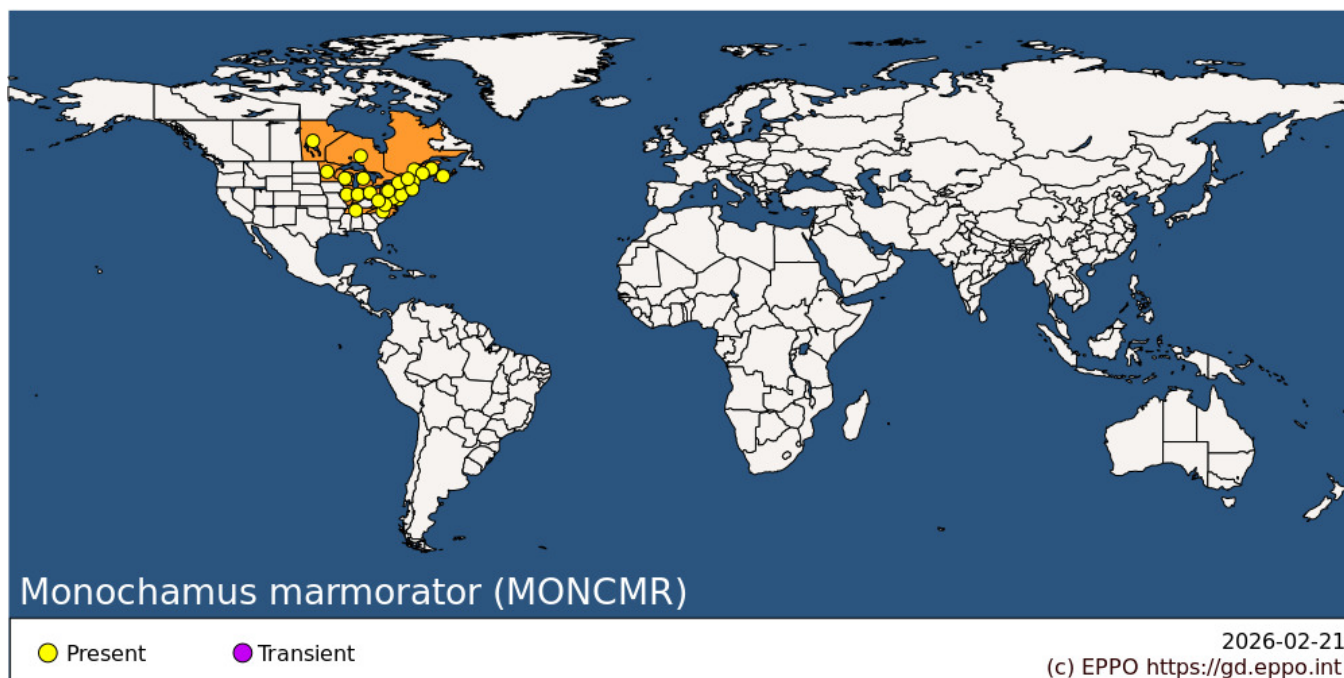 Monochamus marmorator (MONCMR)
Present
Transient
2026-02-21
(c) EPPO https://gd.eppo.int